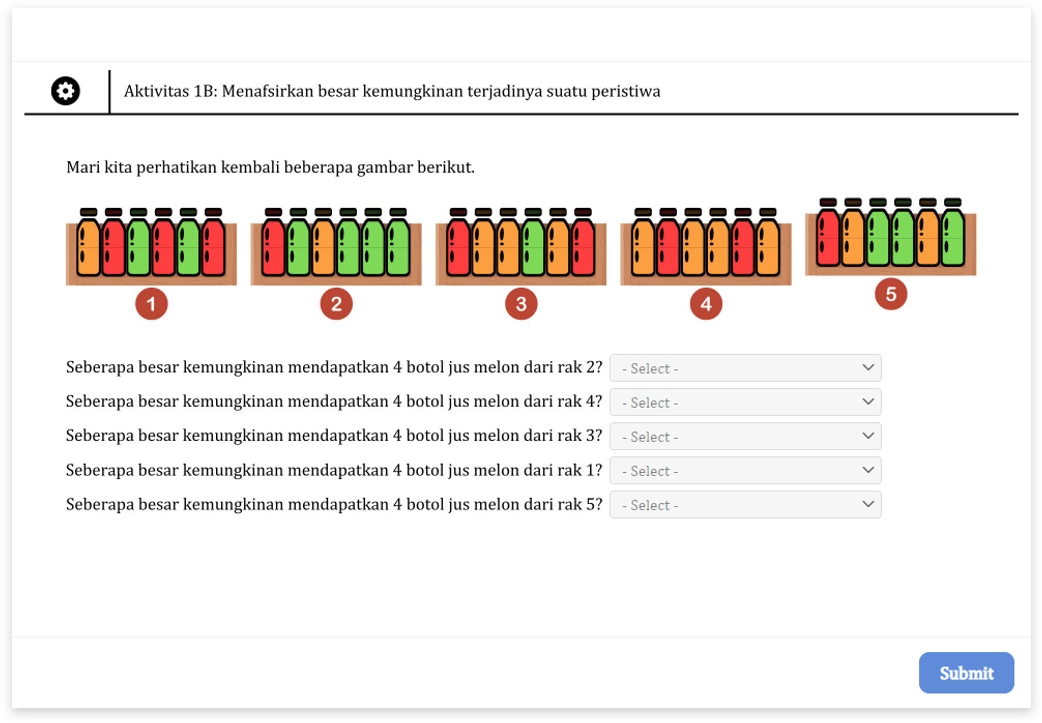 Aktivitas 1B: Menafsirkan besar kemungkinan terjadinya suatu peristiwa
Mari kita perhatikan kembali beberapa gambar berikut.
1 2 3 4 5
Seberapa besar kemungkinan mendapatkan 4 botol jus melon dari rak 2? - Select -
Seberapa besar kemungkinan mendapatkan 4 botol jus melon dari rak 4? - Select -
Seberapa besar kemungkinan mendapatkan 4 botol jus melon dari rak 3? - Select -
Seberapa besar kemungkinan mendapatkan 4 botol jus melon dari rak 1? - Select -
Seberapa besar kemungkinan mendapatkan 4 botol jus melon dari rak 5? - Select -
Submit